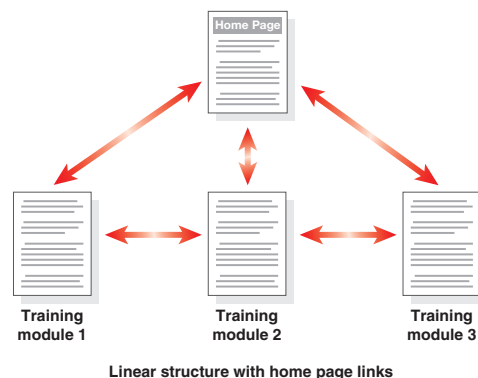 Home Page
Training
module 1
Training
module 2
Training
module 3
Linear structure with home page links